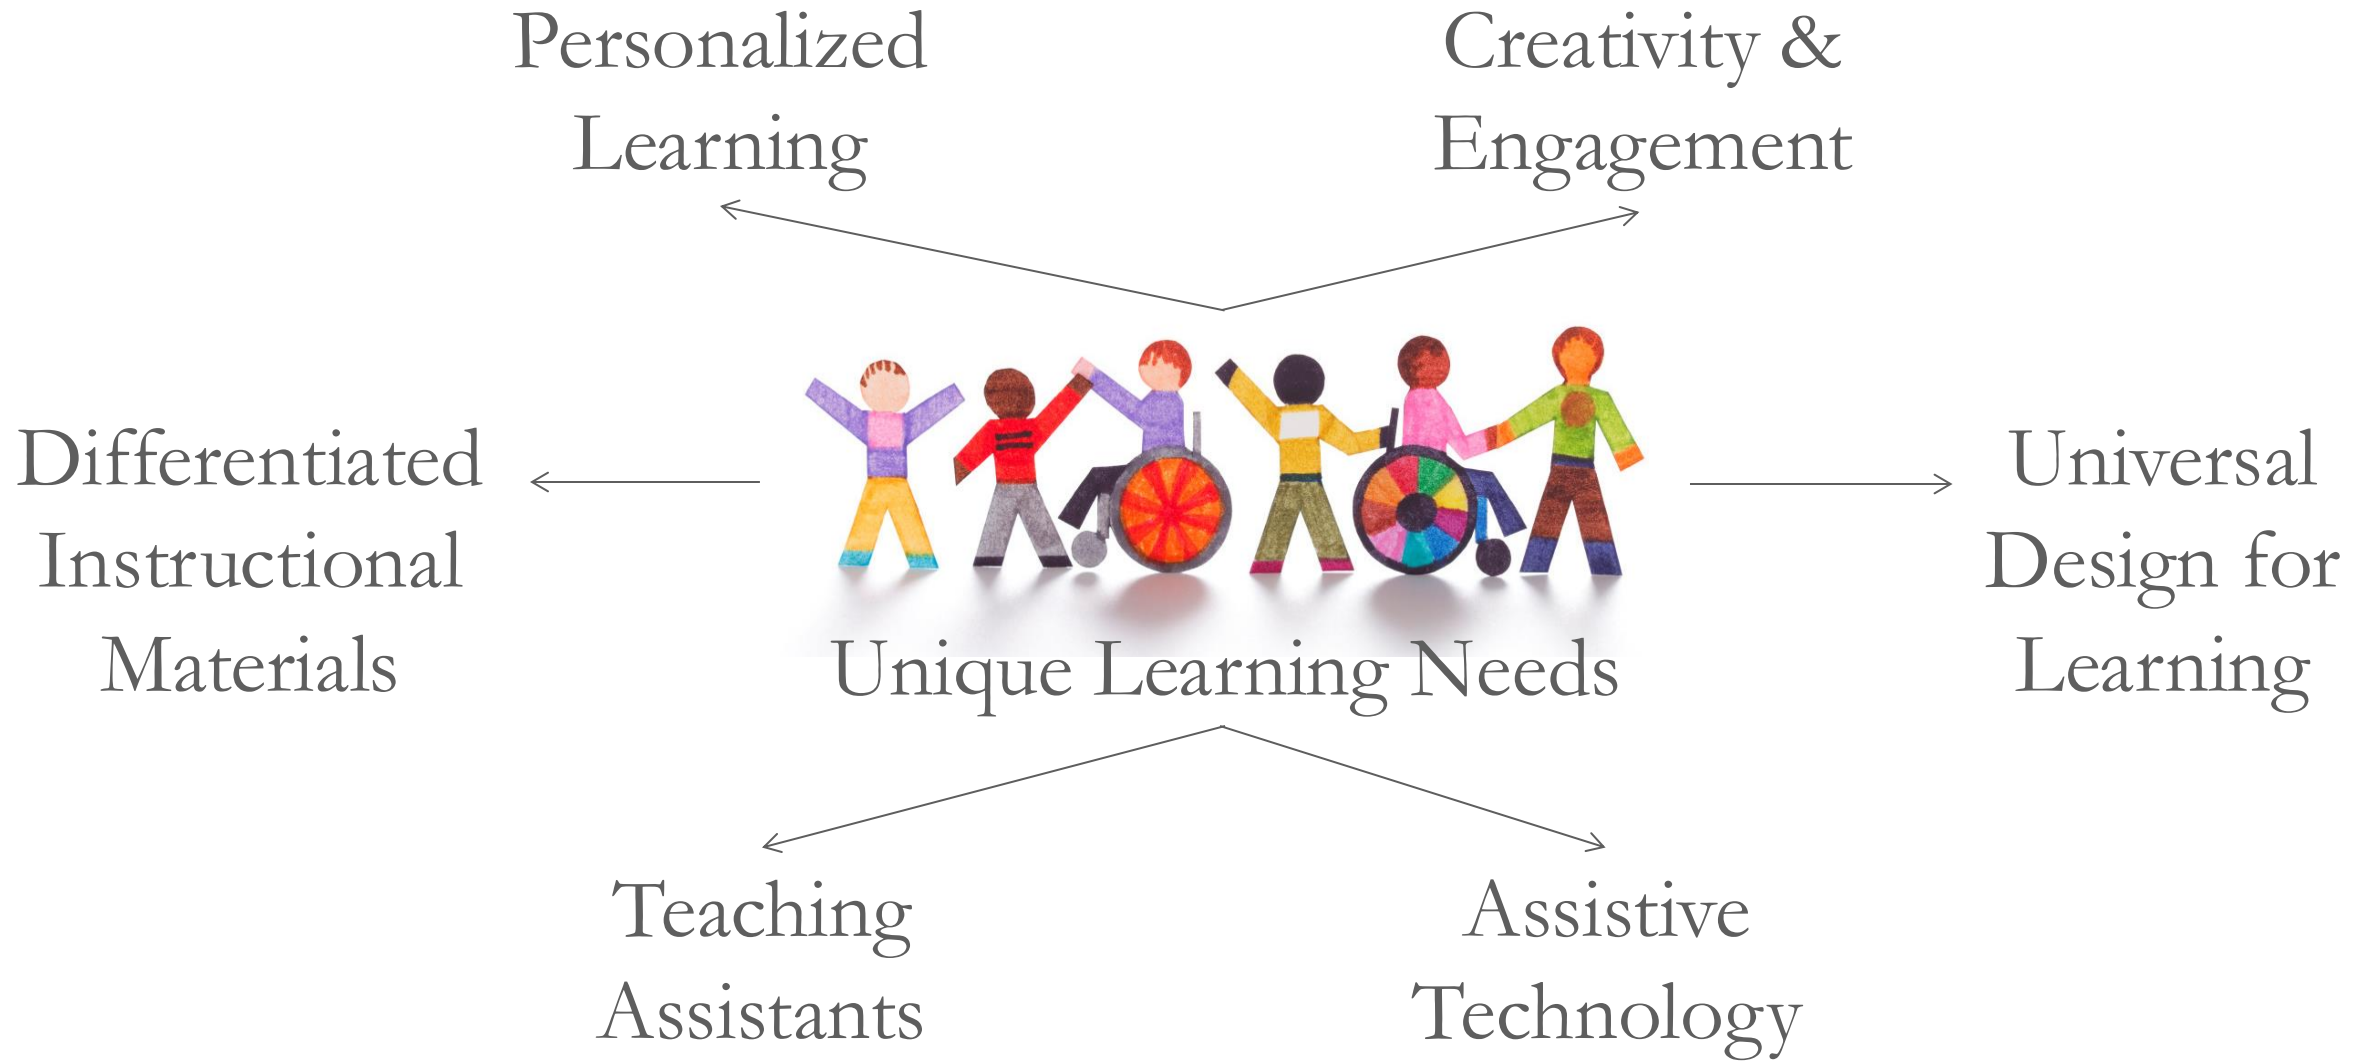 Personalized
Learning
Creativity &
Engagement
Differentiated
Instructional
Materials
Universal
Design for
Learning
Unique Learning Needs
Teaching
Assistants
Assistive
Technology